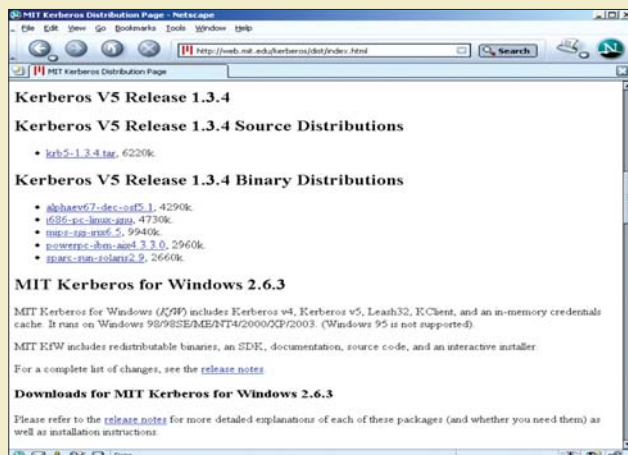 MIT Kerberos Distribution Page - Netscape
File Edit View Go Bookmarks Tools Window Help
http://web.mit.edu/kerberos/dist/index.html Search
MIT Kerberos Distribution Page
Kerberos V5 Release 1.3.4
Kerberos V5 Release 1.3.4 Source Distributions
• krb5-1.3.4.tar, 6220k.
Kerberos V5 Release 1.3.4 Binary Distributions
• alphaev67-dec-osf5.1, 4290k.
• i686-pc-linux-gnu, 4730k.
• mips-sgi-irix6.5, 9940k.
• powerpc-ibm-aix4.3.3.0, 2960k.
• sparc-sun-solaris2.9, 2660k.
MIT Kerberos for Windows 2.6.3
MIT Kerberos for Windows (KfW) includes Kerberos v4, Kerberos v5, Leash32, KClient, and an in-memory credentials
cache. It runs on Windows 98/98SE/ME/NT4/2000/XP/2003. (Windows 95 is not supported).
MIT KfW includes redistributable binaries, an SDK, documentation, source code, and an interactive installer.
For a complete list of changes, see the release notes.
Downloads for MIT Kerberos for Windows 2.6.3
Please refer to the release notes for more detailed explanations of each of these packages (and whether you need them) as
well as installation instructions.